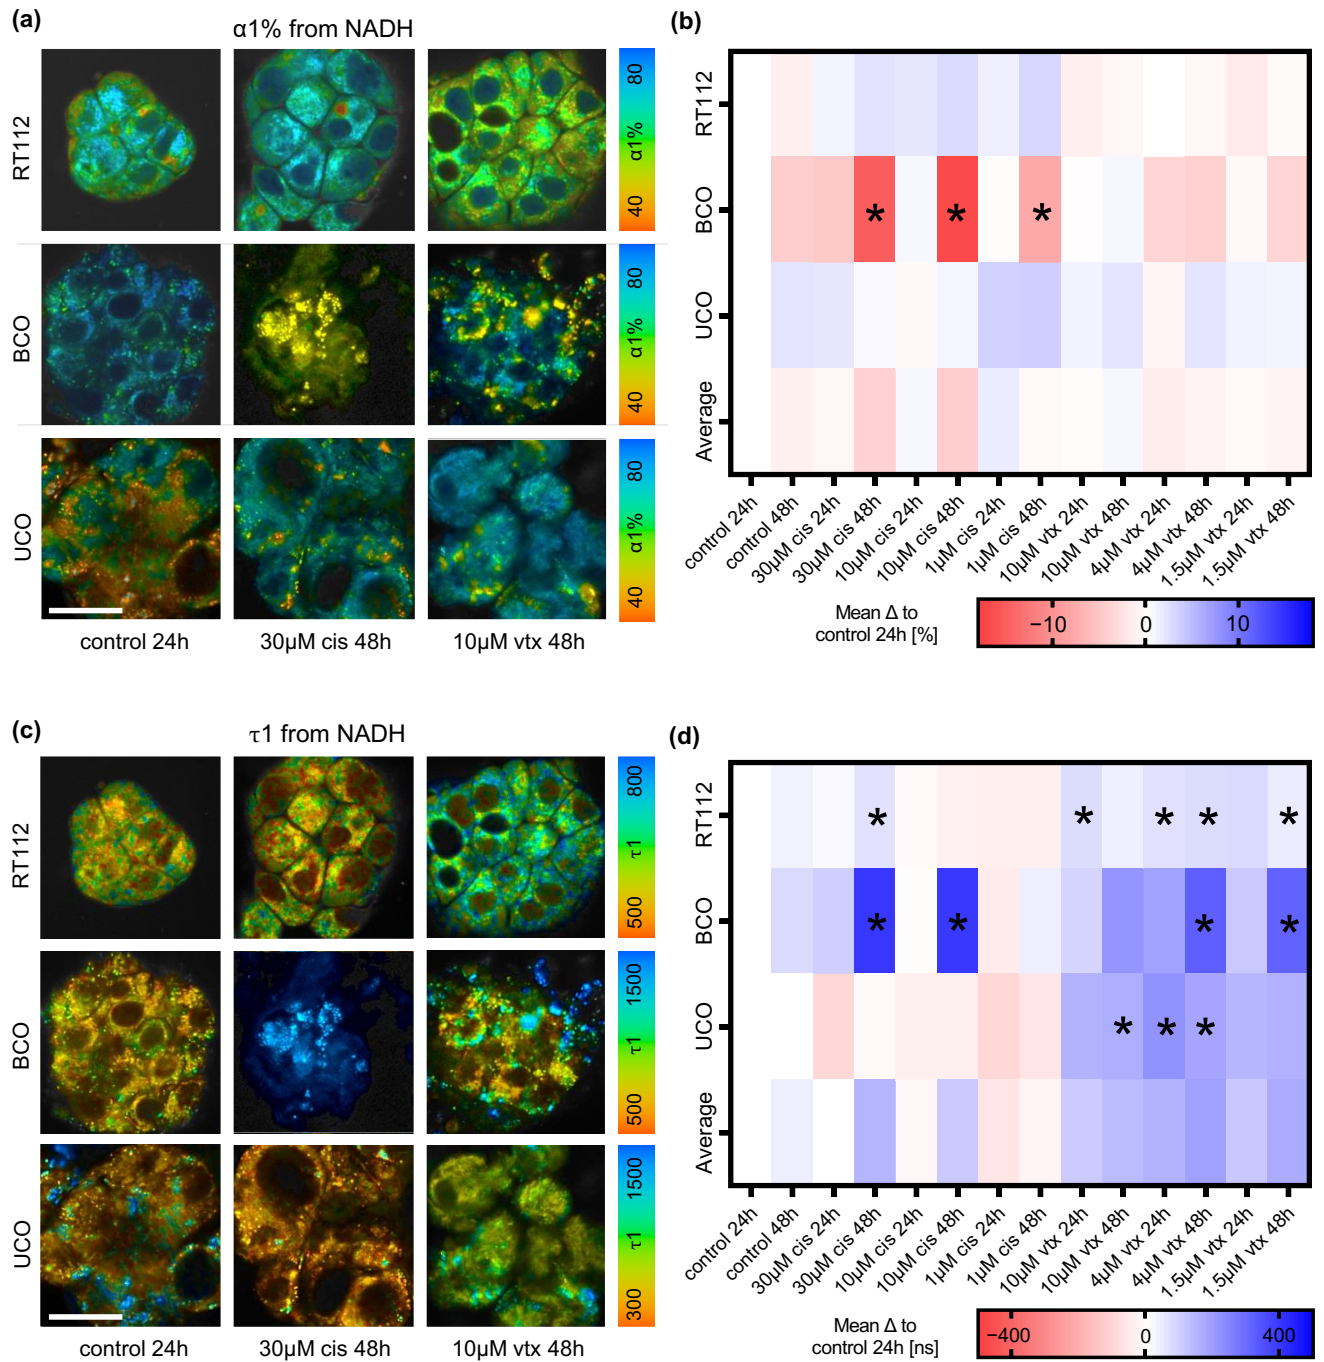 (a)
α1% from NADH
RT112
BCO
UCO
80
α1%
40
80
α1%
40
80
α1%
40
control 24h
30µM cis 48h
10µM vtx 48h
(b)
RT112
BCO
UCO
Average
* * *
control 24h
control 48h
30µM cis 24h
30µM cis 48h
10µM cis 24h
10µM cis 48h
1µM cis 24h
1µM cis 48h
10µM vtx 24h
10µM vtx 48h
4µM vtx 24h
4µM vtx 48h
1.5µM vtx 24h
1.5µM vtx 48h
Mean Δ to
control 24h [%]
−10 0 10
(c)
τ1 from NADH
RT112
BCO
UCO
800
τ1
500
1500
τ1
500
1500
τ1
300
control 24h
30µM cis 48h
10µM vtx 48h
(d)
RT112
BCO
UCO
Average
* * * * *
* * * *
* * *
control 24h
control 48h
30µM cis 24h
30µM cis 48h
10µM cis 24h
10µM cis 48h
1µM cis 24h
1µM cis 48h
10µM vtx 24h
10µM vtx 48h
4µM vtx 24h
4µM vtx 48h
1.5µM vtx 24h
1.5µM vtx 48h
Mean Δ to
control 24h [ns]
−400 0 400